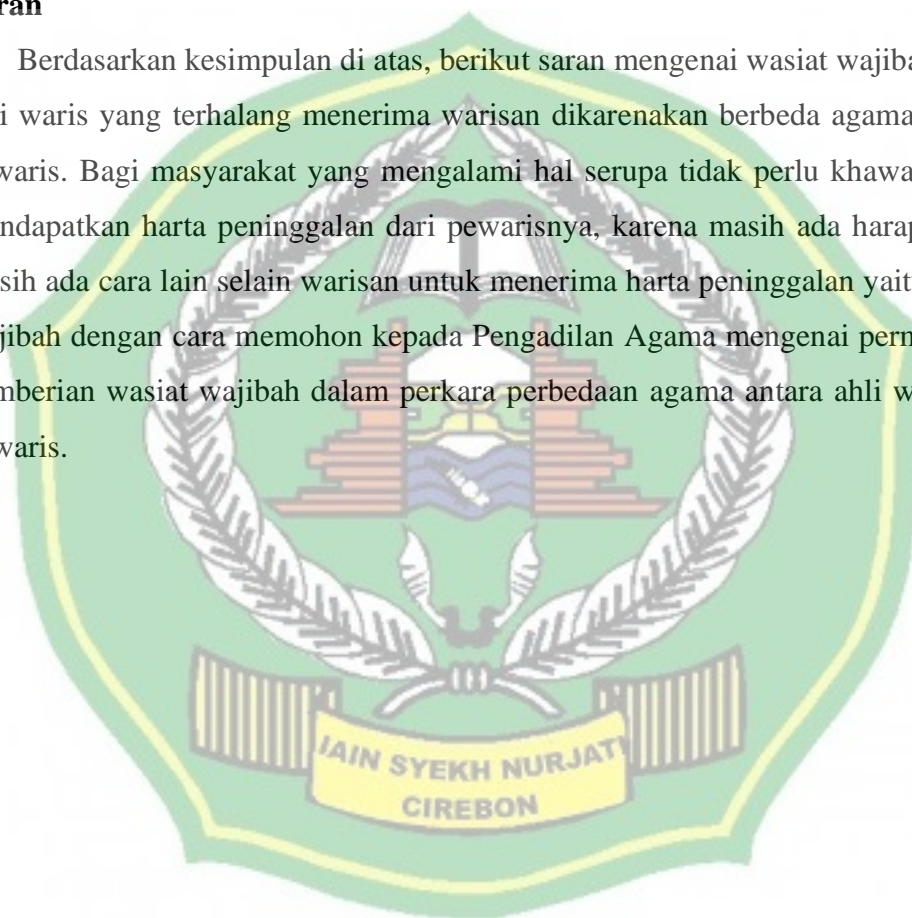 ran
Berdasarkan kesimpulan di atas, berikut saran mengenai wasiat wajiba
i waris yang terhalang menerima warisan dikarenakan berbeda agama
waris. Bagi masyarakat yang mengalami hal serupa tidak perlu khawa
ndapatkan harta peninggalan dari pewarisnya, karena masih ada harap
sih ada cara lain selain warisan untuk menerima harta peninggalan yait
jibah dengan cara memohon kepada Pengadilan Agama mengenai perm
mberian wasiat wajibah dalam perkara perbedaan agama antara ahli w
waris.
IAIN SYEKH NURJATI
CIREBON